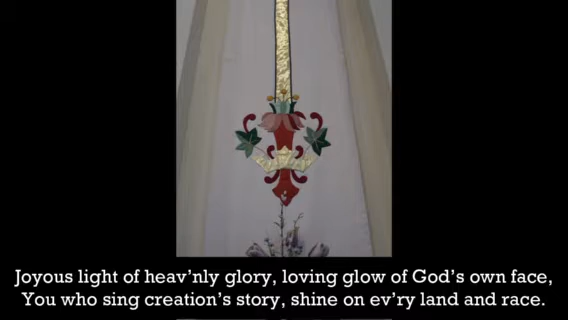 Joyous light of heav’nly glory, loving glow of God’s own face,
You who sing creation’s story, shine on ev’ry land and race.